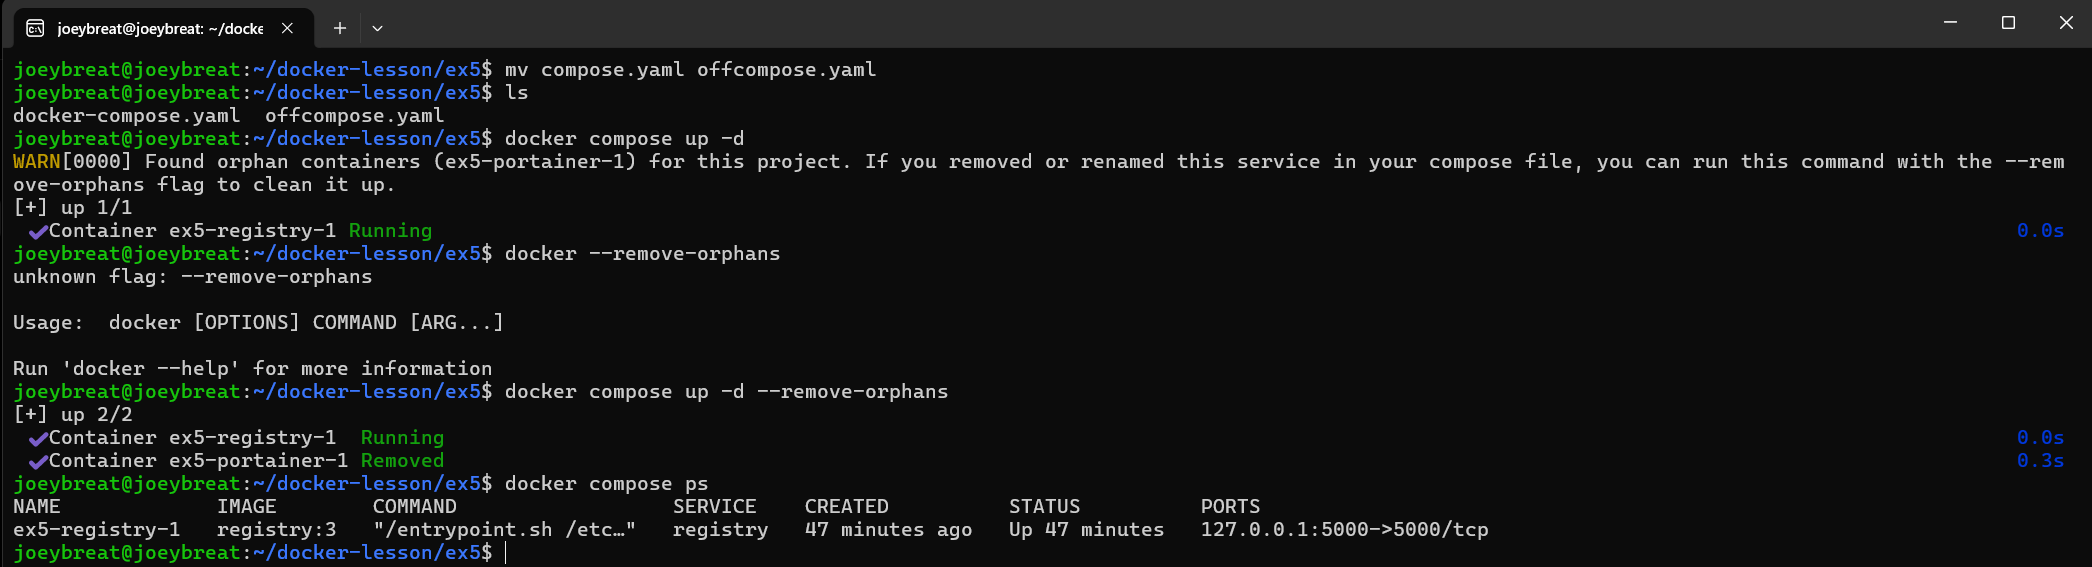 joeybreat@joeybreat: ~/docke
joeybreat@joeybreat:~/docker-lesson/ex5$ mv compose.yaml offcompose.yaml
joeybreat@joeybreat:~/docker-lesson/ex5$ ls
docker-compose.yaml  offcompose.yaml
joeybreat@joeybreat:~/docker-lesson/ex5$ docker compose up -d
WARN[0000] Found orphan containers (ex5-portainer-1) for this project. If you removed or renamed this service in your compose file, you can run this command with the --rem
ove-orphans flag to clean it up.
[+] up 1/1
 ✔Container ex5-registry-1 Running 0.0s
joeybreat@joeybreat:~/docker-lesson/ex5$ docker --remove-orphans
unknown flag: --remove-orphans
Usage:  docker [OPTIONS] COMMAND [ARG...]
Run 'docker --help' for more information
joeybreat@joeybreat:~/docker-lesson/ex5$ docker compose up -d --remove-orphans
[+] up 2/2
 ✔Container ex5-registry-1  Running 0.0s
 ✔Container ex5-portainer-1 Removed 0.3s
joeybreat@joeybreat:~/docker-lesson/ex5$ docker compose ps
NAME             IMAGE        COMMAND                  SERVICE    CREATED          STATUS          PORTS
ex5-registry-1   registry:3   "/entrypoint.sh /etc…"   registry   47 minutes ago   Up 47 minutes   127.0.0.1:5000->5000/tcp
joeybreat@joeybreat:~/docker-lesson/ex5$